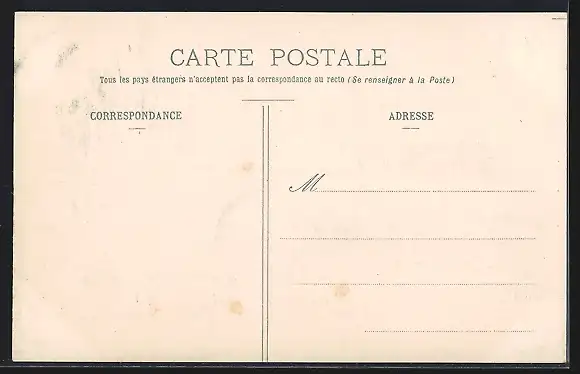 CARTE POSTALE
Tous les pays étrangers n'acceptent pas la correspondance au recto (Se renseigner à la Poste)
CORRESPONDANCE
ADRESSE
M